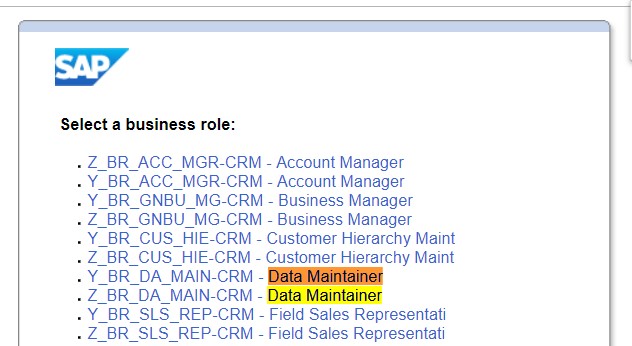 SAP
Select a business role:
. Z_BR_ACC_MGR-CRM - Account Manager
. Y_BR_ACC_MGR-CRM - Account Manager
. Y_BR_GNBU_MG-CRM - Business Manager
. Z_BR_GNBU_MG-CRM - Business Manager
. Y_BR_CUS_HIE-CRM - Customer Hierarchy Maint
. Z_BR_CUS_HIE-CRM - Customer Hierarchy Maint
. Y_BR_DA_MAIN-CRM - Data Maintainer
. Z_BR_DA_MAIN-CRM - Data Maintainer
. Y_BR_SLS_REP-CRM - Field Sales Representati
. Z_BR_SLS_REP-CRM - Field Sales Representati